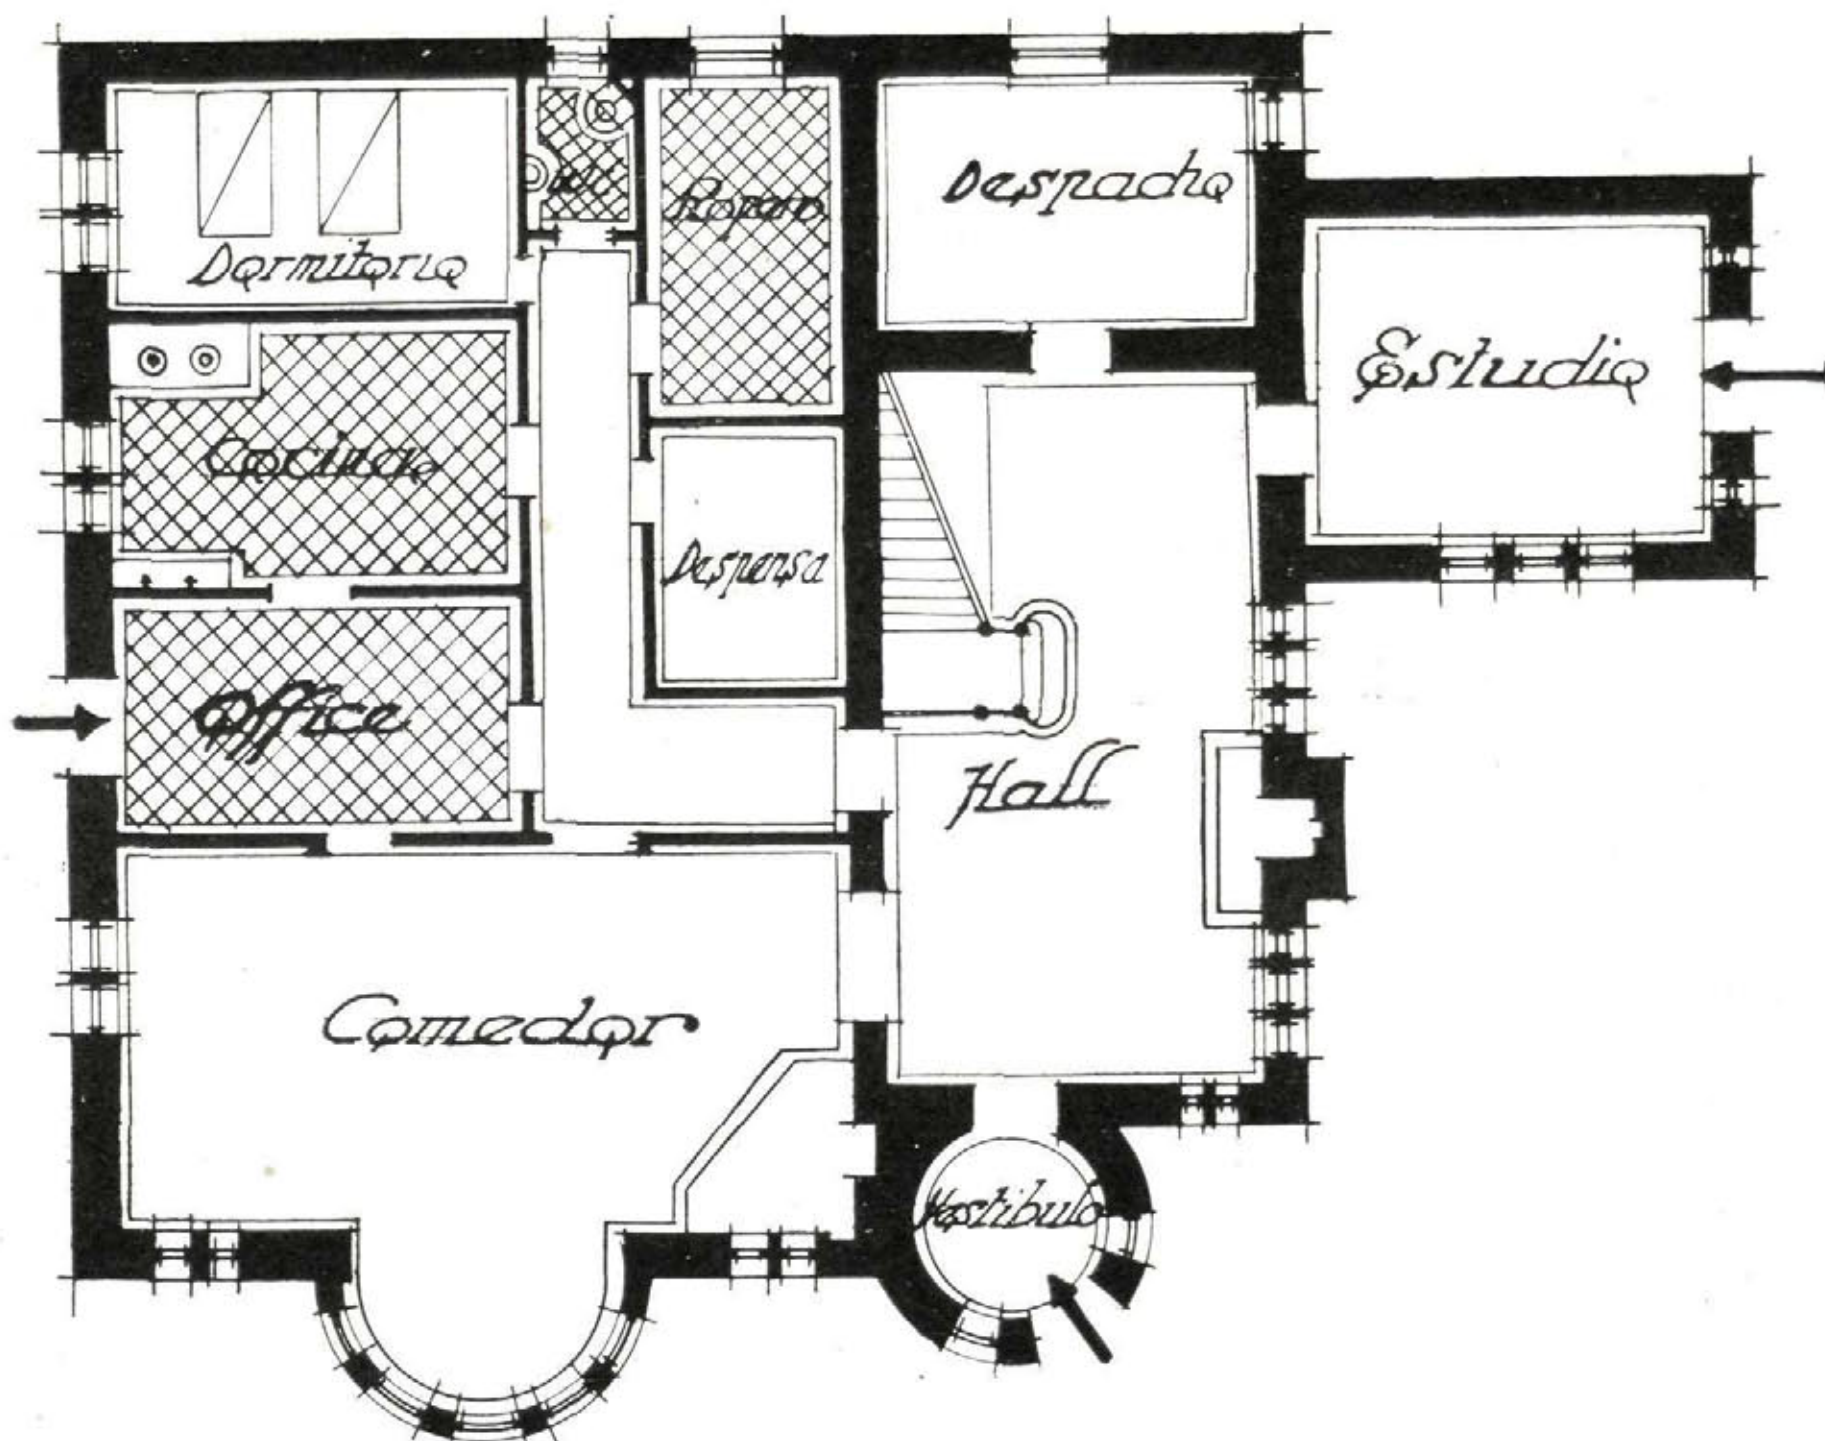 Dormitorio
Ropero
Despacho
Estudio
Cocina
Despensa
Office
Hall
Comedor
Vestibulo